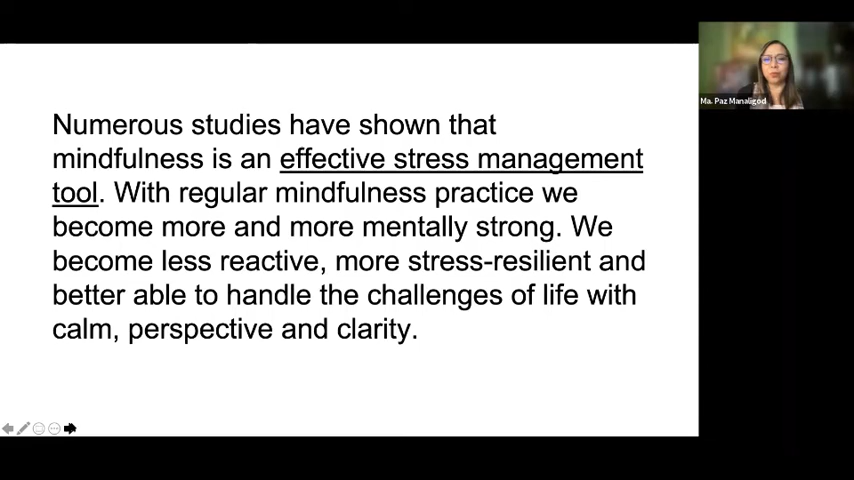 Numerous studies have shown that
mindfulness is an effective stress management
tool. With regular mindfulness practice we
become more and more mentally strong. We
become less reactive, more stress-resilient and
better able to handle the challenges of life with
calm, perspective and clarity.
Ma. Paz Manaligod